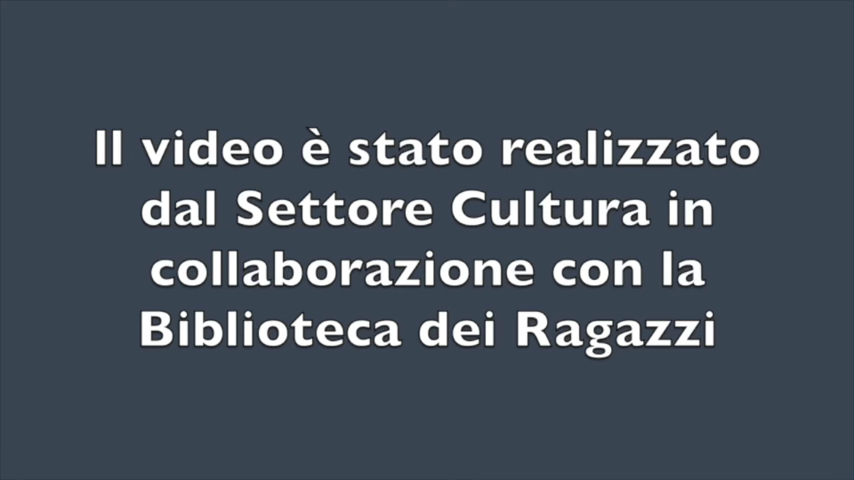 Il video è stato realizzato
dal Settore Cultura in
collaborazione con la
Biblioteca dei Ragazzi